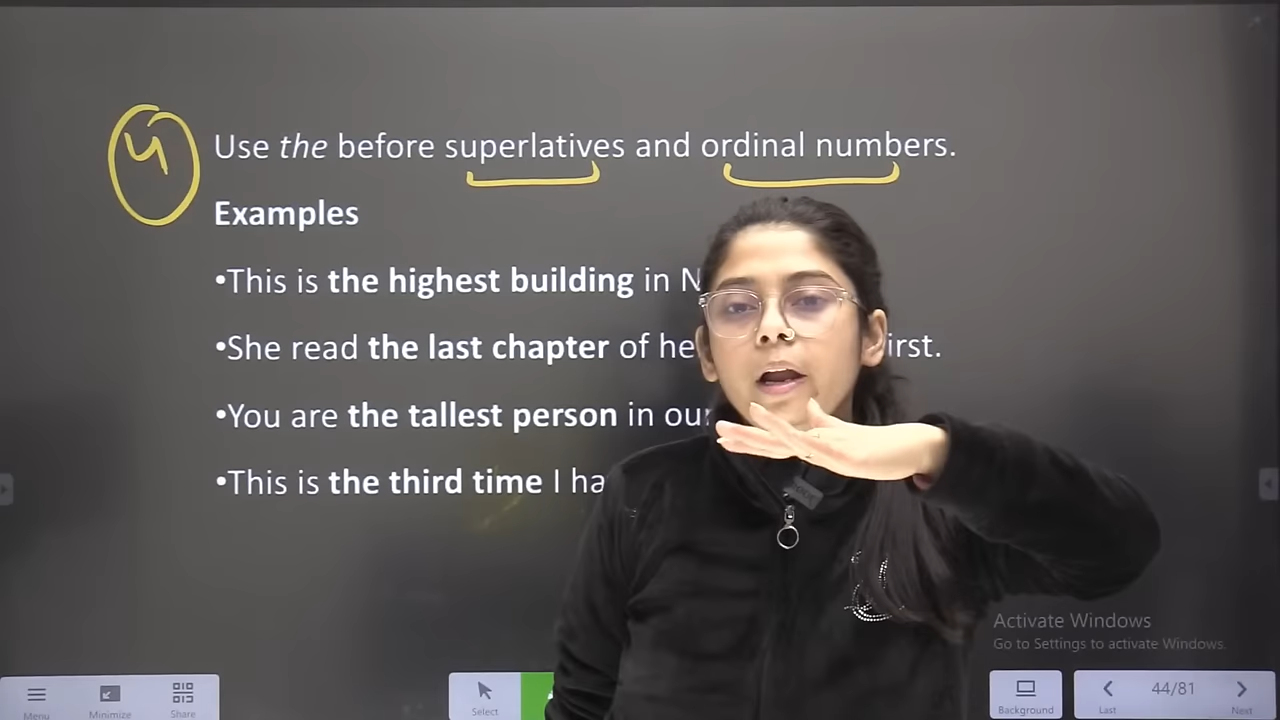 4 Use the before superlatives and ordinal numbers.
Examples
•This is the highest building in N
•She read the last chapter of he irst.
•You are the tallest person in our
•This is the third time I ha
Activate Windows
Go to Settings to activate Windows.
Menu Minimize Share Select Background Last 44/81 Next